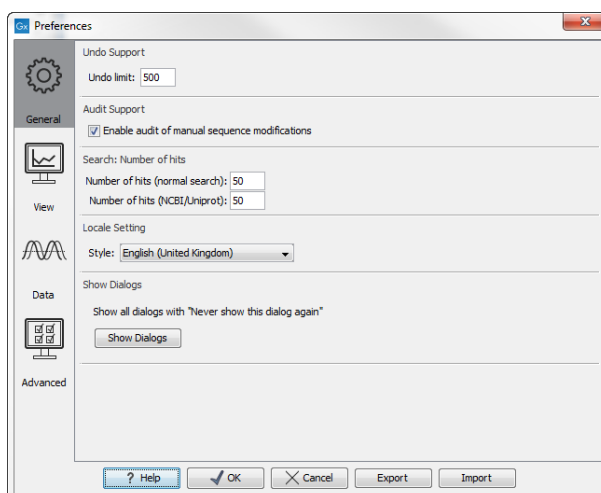 Gx Preferences
General
View
Data
Advanced
Undo Support
Undo limit: 500
Audit Support
Enable audit of manual sequence modifications
Search: Number of hits
Number of hits (normal search): 50
Number of hits (NCBI/Uniprot): 50
Locale Setting
Style: English (United Kingdom)
Show Dialogs
Show all dialogs with "Never show this dialog again"
Show Dialogs
? Help OK Cancel Export Import